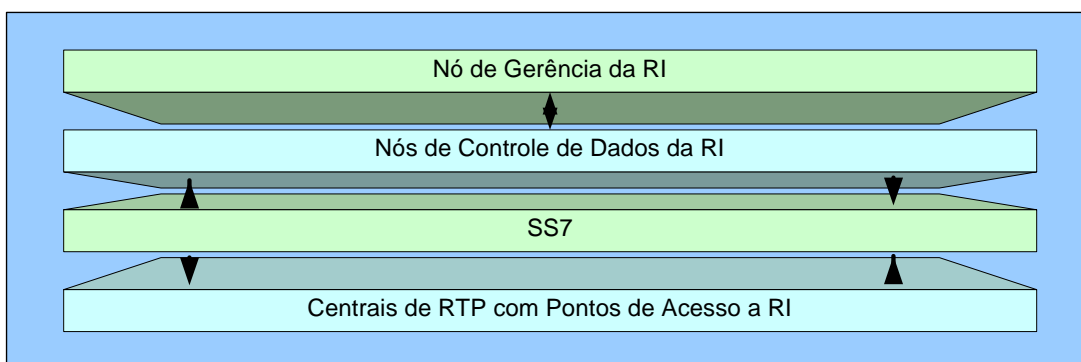 Nó de Gerência da RI
Nós de Controle de Dados da RI
SS7
Centrais de RTP com Pontos de Acesso a RI